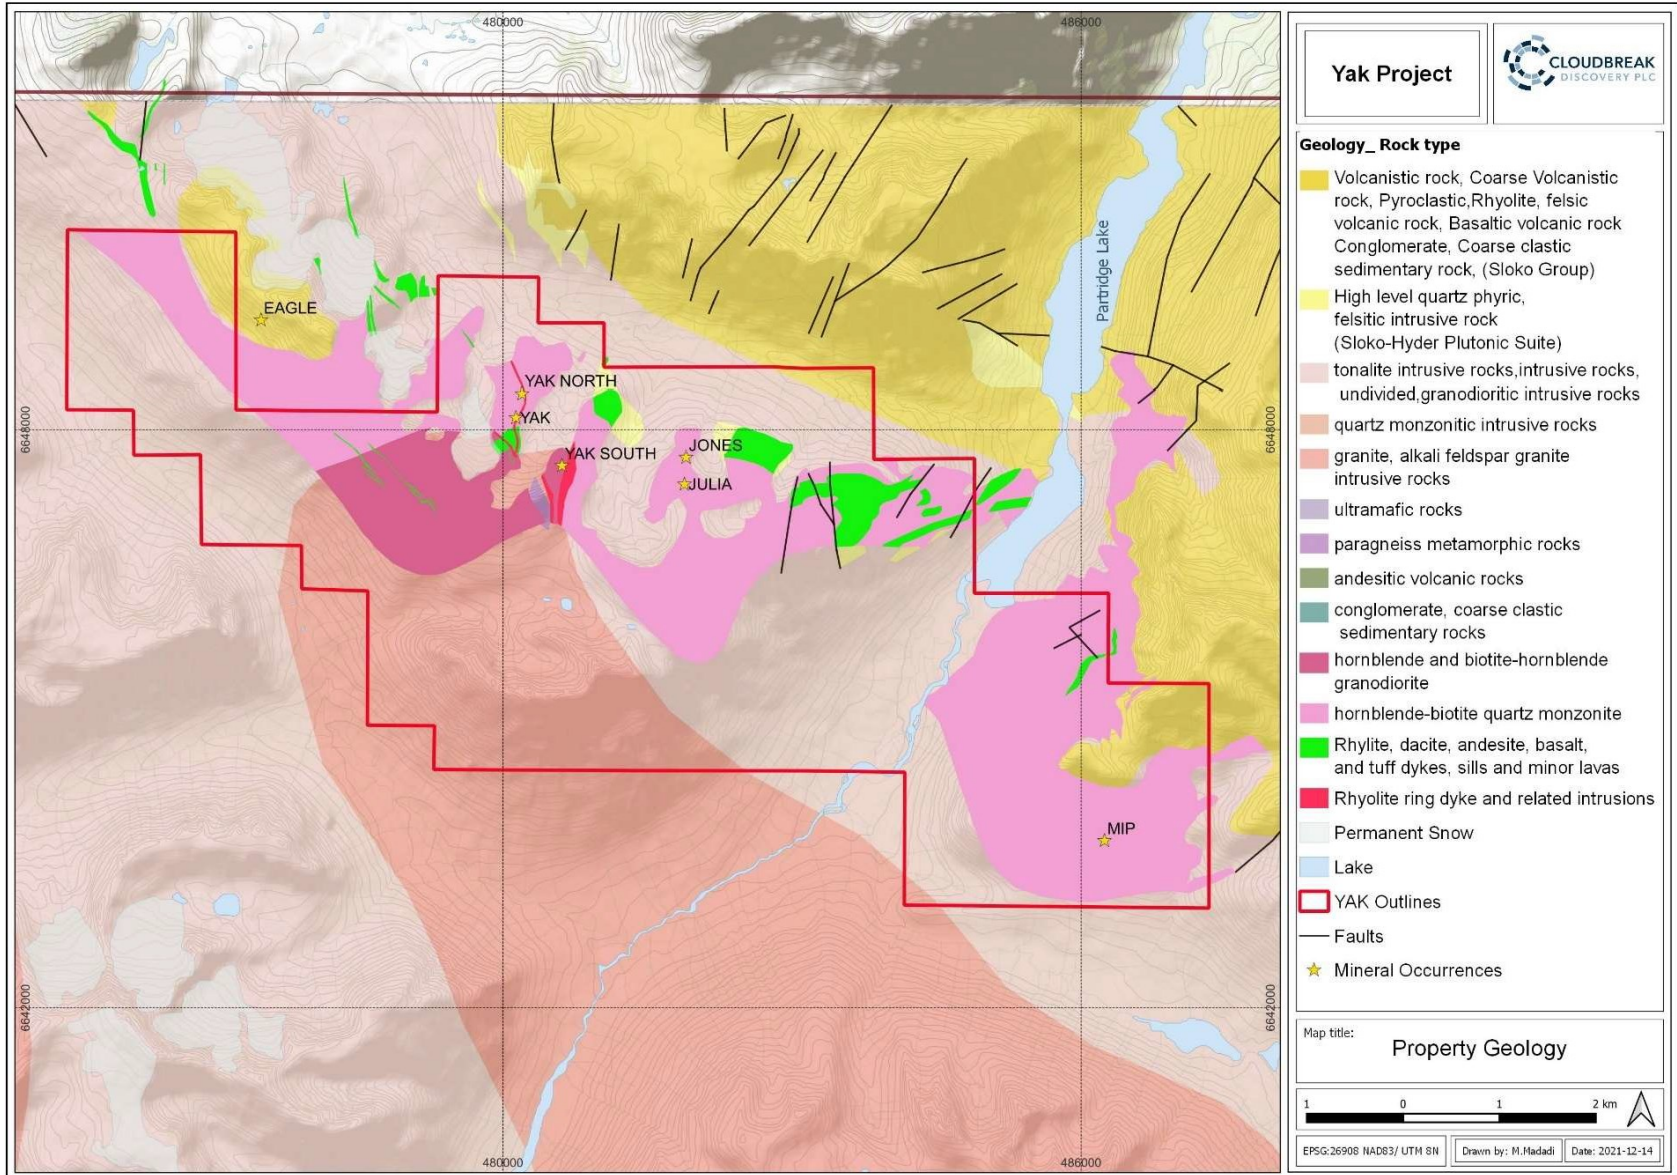 480000
486000
Partridge Lake
EAGLE
YAK NORTH
YAK
6648000
6648000
YAK SOUTH
JONES
JULIA
MIP
6642000
6642000
480000
486000
Yak Project
CLOUDBREAK
DISCOVERY PLC
Geology_ Rock type
Volcanistic rock, Coarse Volcanistic
rock, Pyroclastic,Rhyolite, felsic
volcanic rock, Basaltic volcanic rock
Conglomerate, Coarse clastic
sedimentary rock, (Sloko Group)
High level quartz phyric,
felsitic intrusive rock
(Sloko-Hyder Plutonic Suite)
tonalite intrusive rocks,intrusive rocks,
undivided,granodioritic intrusive rocks
quartz monzonitic intrusive rocks
granite, alkali feldspar granite
intrusive rocks
ultramafic rocks
paragneiss metamorphic rocks
andesitic volcanic rocks
conglomerate, coarse clastic
sedimentary rocks
hornblende and biotite-hornblende
granodiorite
hornblende-biotite quartz monzonite
Rhylite, dacite, andesite, basalt,
and tuff dykes, sills and minor lavas
Rhyolite ring dyke and related intrusions
Permanent Snow
Lake
YAK Outlines
Faults
Mineral Occurrences
Map title:
Property Geology
1 0 1 2 km
EPSG:26908 NAD83/ UTM 8N
Drawn by: M.Madadi
Date: 2021-12-14